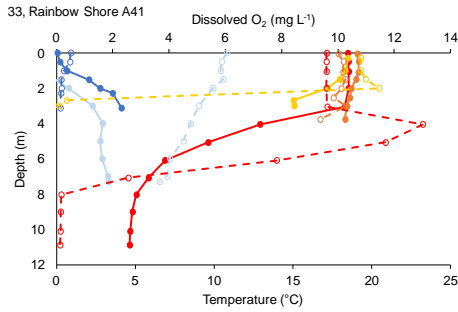 33, Rainbow Shore A41
Dissolved O₂ (mg L⁻¹)
0 2 4 6 8 10 12 14
0
2
4
6
8
10
12
Depth (m)
0 5 10 15 20 25
Temperature (°C)